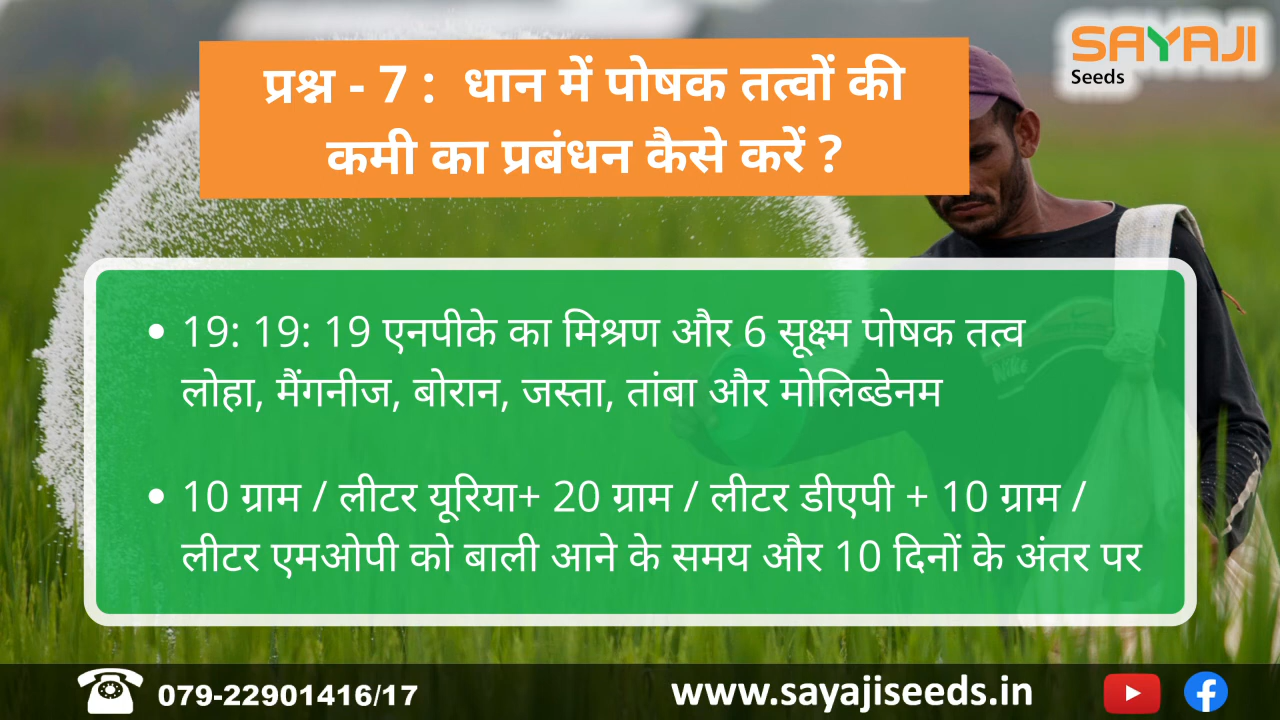 SAYAJI
Seeds
प्रश्न - 7 : धान में पोषक तत्वों की
कमी का प्रबंधन कैसे करें ?
• 19: 19: 19 एनपीके का मिश्रण और 6 सूक्ष्म पोषक तत्व
लोहा, मैंगनीज, बोरान, जस्ता, तांबा और मोलिब्डेनम
• 10 ग्राम / लीटर यूरिया+ 20 ग्राम / लीटर डीएपी + 10 ग्राम /
लीटर एमओपी को बाली आने के समय और 10 दिनों के अंतर पर
079-22901416/17
www.sayajiseeds.in